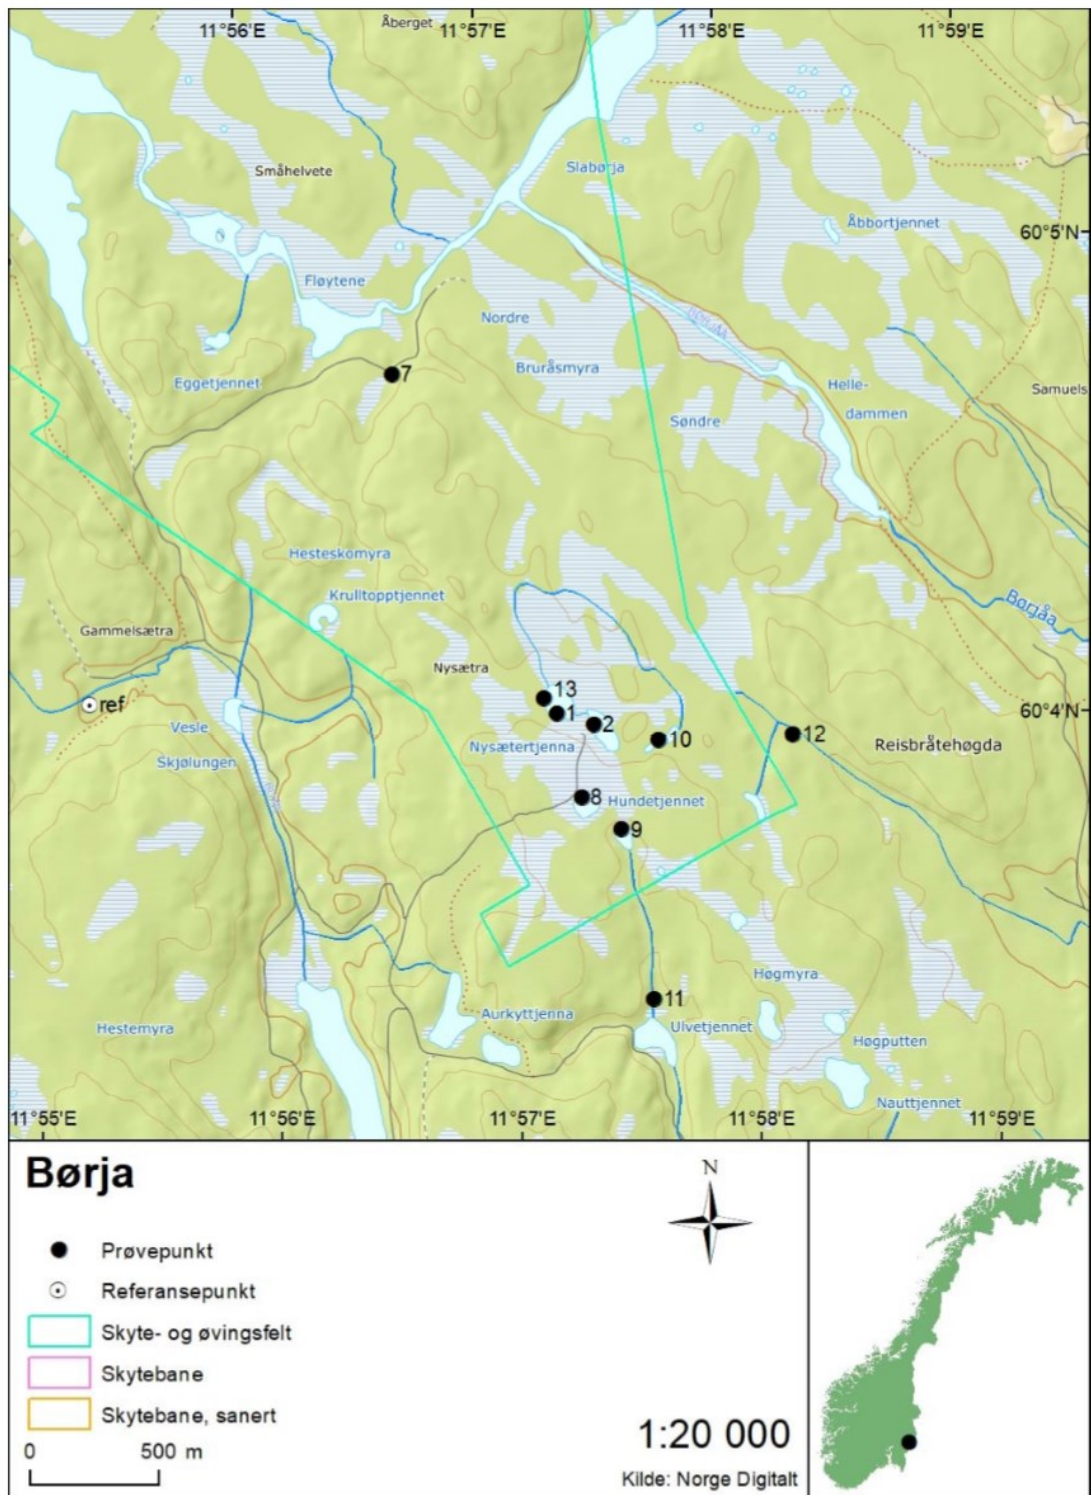 Åberget
11°56'E
11°57'E
11°58'E
11°59'E
Småhelvete
Slabørja
Åbbortjennet
60°5'N
Fløytene
Nordre
BØRJÅA
Bruråsmyra
Eggetjennet
7
Helle-
dammen
Samuels
Søndre
Hesteskomyra
Krulltopptjennet
Børjåa
Gammelsætra
Nysætra
13
ref
1
2
60°4'N
Vesle
Skjølungen
Nysætertjenna
10
12
Reisbråtehøgda
8
Hundetjennet
9
Høgmyra
11
Aurkyttjenna
Ulvetjennet
Hestemyra
Høgputten
Nauttjennet
11°55'E
11°56'E
11°57'E
11°58'E
11°59'E
Børja
N
Prøvepunkt
Referansepunkt
Skyte- og øvingsfelt
Skytebane
Skytebane, sanert
0 500 m
1:20 000
Kilde: Norge Digitalt